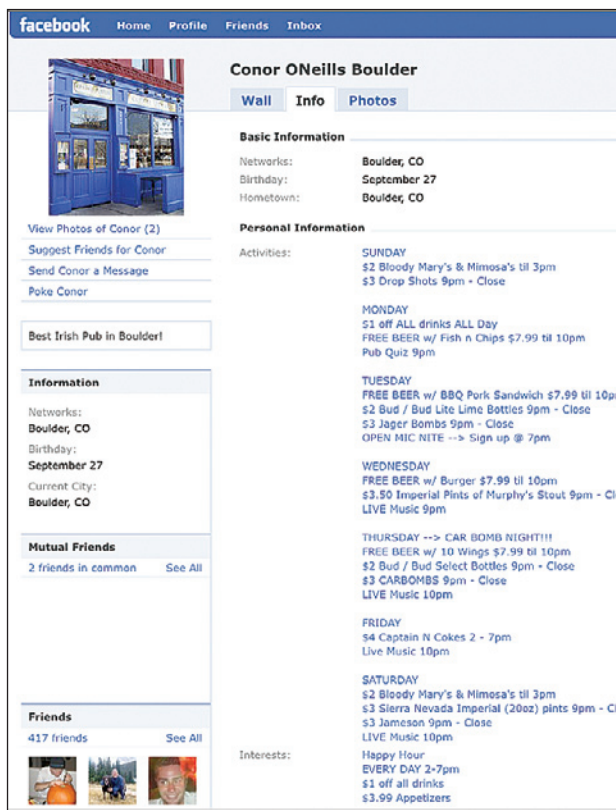 facebook Home Profile Friends Inbox
Conor ONeills Boulder
Wall Info Photos
View Photos of Conor (2)
Suggest Friends for Conor
Send Conor a Message
Poke Conor
Best Irish Pub in Boulder!
Information
Networks:
Boulder, CO
Birthday:
September 27
Current City:
Boulder, CO
Mutual Friends
2 friends in common See All
Friends
417 friends See All
Basic Information
Networks: Boulder, CO
Birthday: September 27
Hometown: Boulder, CO
Personal Information
Activities: SUNDAY
$2 Bloody Mary's & Mimosa's til 3pm
$3 Drop Shots 9pm - Close
MONDAY
$1 off ALL drinks ALL Day
FREE BEER w/ Fish n Chips $7.99 til 10pm
Pub Quiz 9pm
TUESDAY
FREE BEER w/ BBQ Pork Sandwich $7.99 til 10p
$2 Bud / Bud Lite Lime Bottles 9pm - Close
$3 Jager Bombs 9pm - Close
OPEN MIC NITE --> Sign up @ 7pm
WEDNESDAY
FREE BEER w/ Burger $7.99 til 10pm
$3.50 Imperial Pints of Murphy's Stout 9pm - Cl
LIVE Music 9pm
THURSDAY --> CAR BOMB NIGHT!!!
FREE BEER w/ 10 Wings $7.99 til 10pm
$2 Bud / Bud Select Bottles 9pm - Close
$3 CARBOMBS 9pm - Close
LIVE Music 10pm
FRIDAY
$4 Captain N Cokes 2 - 7pm
Live Music 10pm
SATURDAY
$2 Bloody Mary's & Mimosa's til 3pm
$3 Sierra Nevada Imperial (20oz) pints 9pm - Cl
$3 Jameson 9pm - Close
LIVE Music 10pm
Interests: Happy Hour
EVERY DAY 2-7pm
$1 off all drinks
$3.99 Appetizers